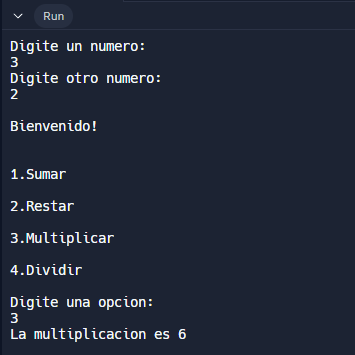 Run
Digite un numero:
3
Digite otro numero:
2
Bienvenido!
1.Sumar
2.Restar
3.Multiplicar
4.Dividir
Digite una opcion:
3
La multiplicacion es 6